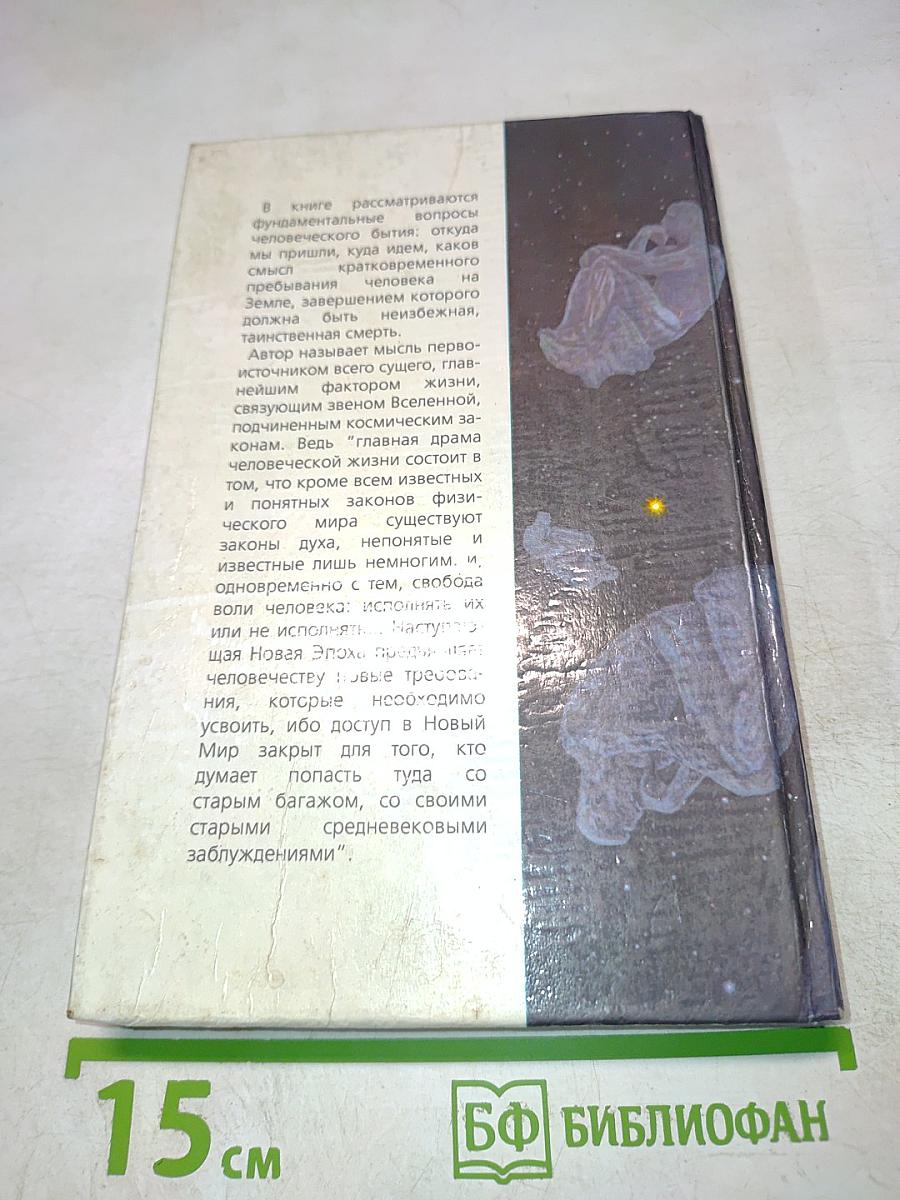 В книге рассматриваются
фундаментальные вопросы
человеческого бытия: откуда
мы пришли, куда идем, каков
смысл кратковременного
пребывания человека на
Земле, завершением которого
должна быть неизбежная,
таинственная смерть.
Автор называет мысль перво-
источником всего сущего, глав-
нейшим фактором жизни,
связующим звеном Вселенной,
подчиненным космическим за-
конам. Ведь "главная драма
человеческой жизни состоит в
том, что кроме всем известных
и понятных законов физи-
ческого мира существуют
законы духа, непонятые и
известные лишь немногим. И,
одновременно с тем, свобода
воли человека: исполнять их
или не исполнять... Наступаю-
щая Новая Эпоха предъявляет
человечеству новые требова-
ния, которые необходимо
усвоить, ибо доступ в Новый
Мир закрыт для того, кто
думает попасть туда со
старым багажом, со своими
старыми средневековыми
заблуждениями".
15 см
БФ БИБЛИОФАН